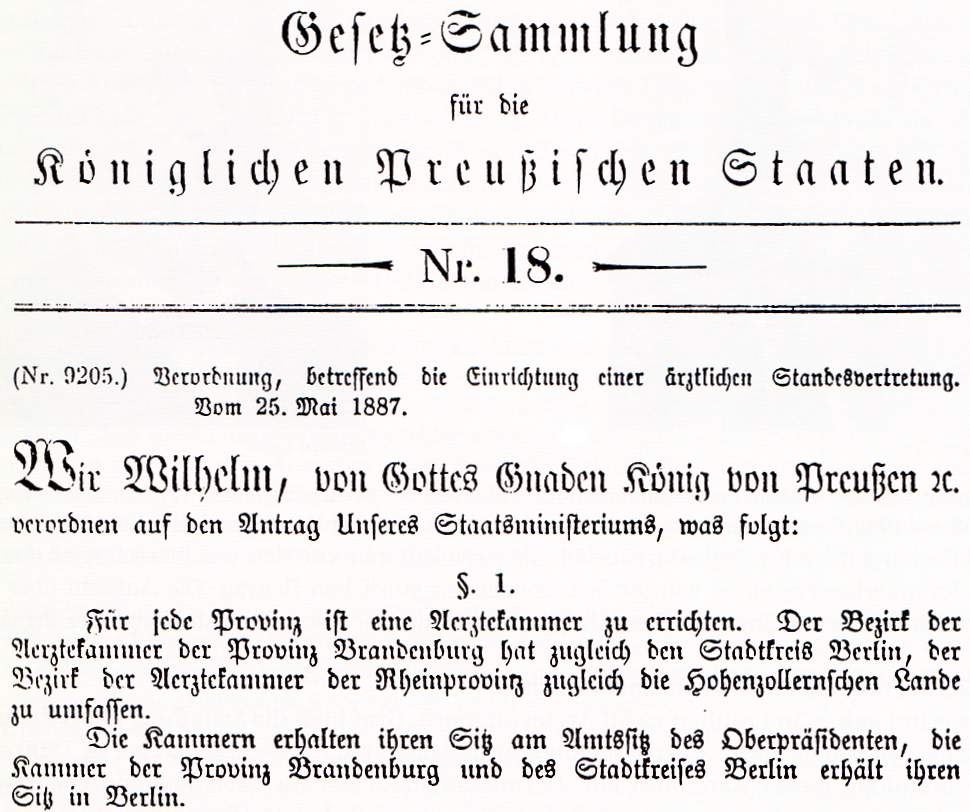 Gesetz-Sammlung
für die
Königlichen Preußischen Staaten.
Nr. 18.
(Nr. 9205.) Verordnung, betreffend die Einrichtung einer ärztlichen Standesvertretung.
Vom 25. Mai 1887.
Wir Wilhelm, von Gottes Gnaden König von Preußen ꝛc.
verordnen auf den Antrag Unseres Staatsministeriums, was folgt:
§. 1.
Für jede Provinz ist eine Aerztekammer zu errichten. Der Bezirk der
Aerztekammer der Provinz Brandenburg hat zugleich den Stadtkreis Berlin, der
Bezirk der Aerztekammer der Rheinprovinz zugleich die Hohenzollernschen Lande
zu umfassen.
Die Kammern erhalten ihren Sitz am Amtssitz des Oberpräsidenten, die
Kammer der Provinz Brandenburg und des Stadtkreises Berlin erhält ihren
Sitz in Berlin.